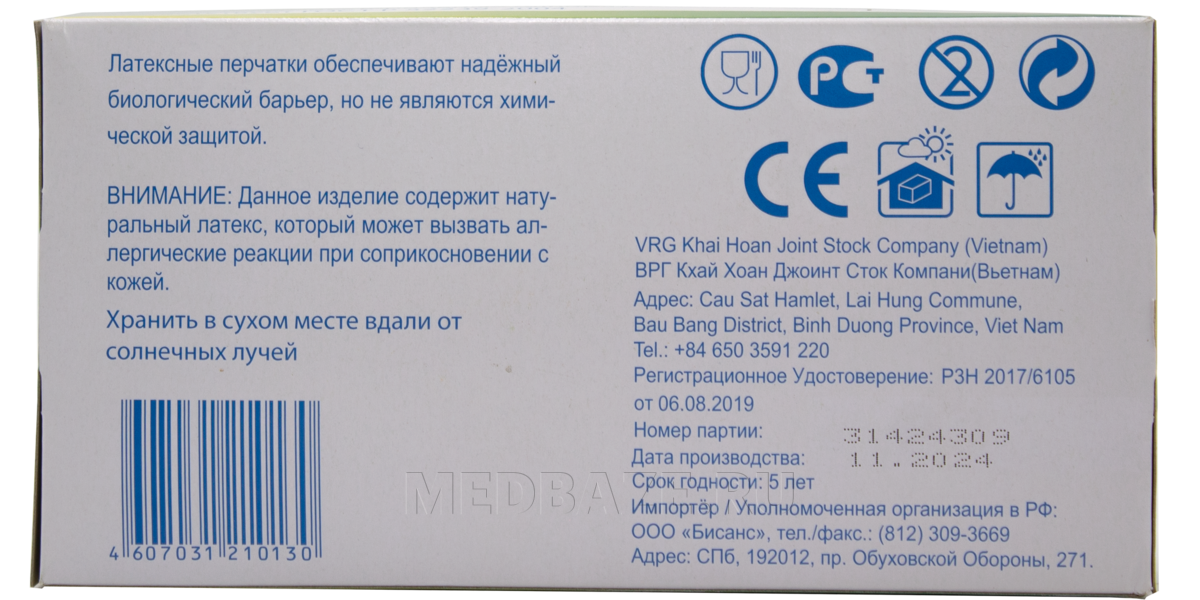 Латексные перчатки обеспечивают надёжный
биологический барьер, но не являются хими-
ческой защитой.
ВНИМАНИЕ: Данное изделие содержит нату-
ральный латекс, который может вызвать ал-
лергические реакции при соприкосновении с
кожей.
Хранить в сухом месте вдали от
солнечных лучей
4 607031 210130
РСТ
2
CE
VRG Khai Hoan Joint Stock Company (Vietnam)
ВРГ Кхай Хоан Джоинт Сток Компани(Вьетнам)
Адрес: Cau Sat Hamlet, Lai Hung Commune,
Bau Bang District, Binh Duong Province, Viet Nam
Tel.: +84 650 3591 220
Регистрационное Удостоверение: РЗН 2017/6105
от 06.08.2019
Номер партии: 31424309
Дата производства: 11.2024
Срок годности: 5 лет
Импортёр / Уполномоченная организация в РФ:
ООО «Бисанс», тел./факс.: (812) 309-3669
Адрес: СПб, 192012, пр. Обуховской Обороны, 271.
MEDBAZE.RU